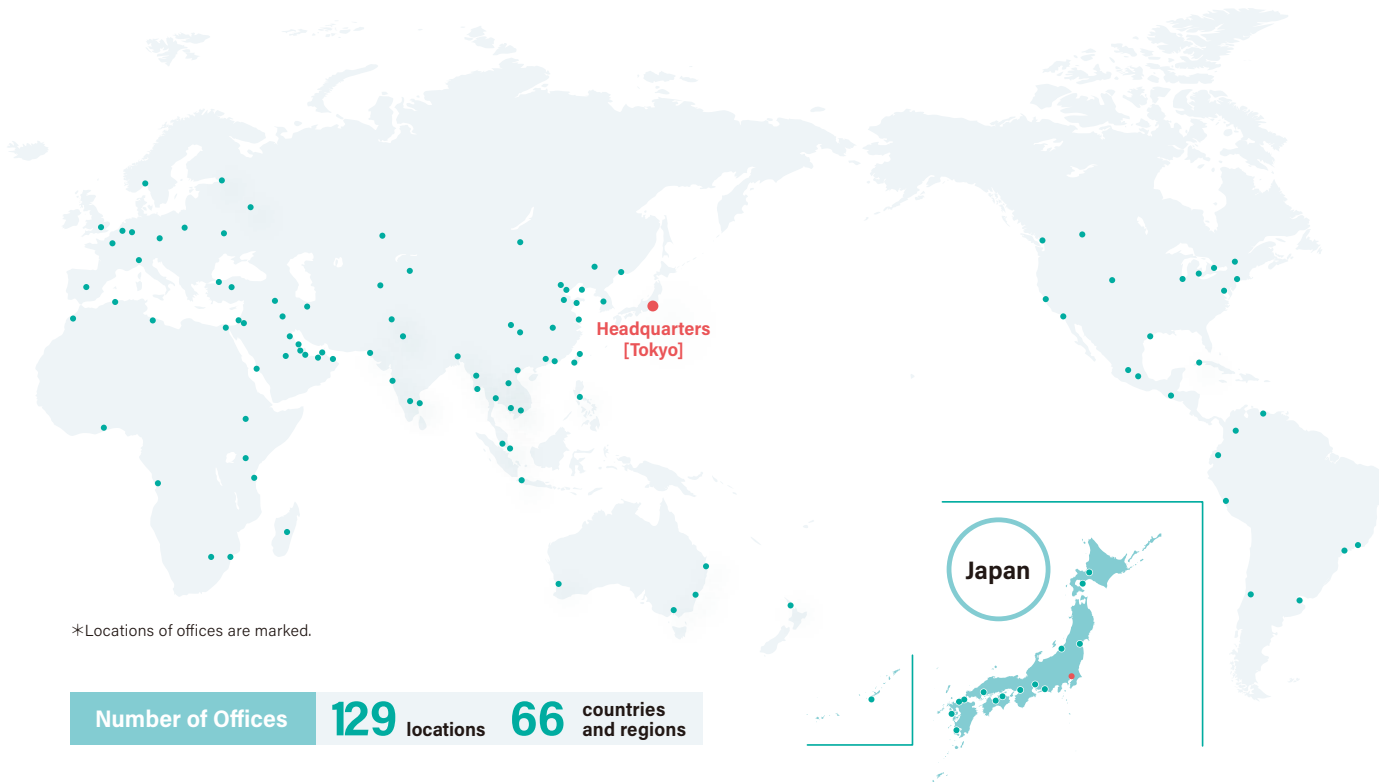 Headquarters
[Tokyo]
Japan
＊Locations of offices are marked.
Number of Offices
129 locations
66 countries
and regions